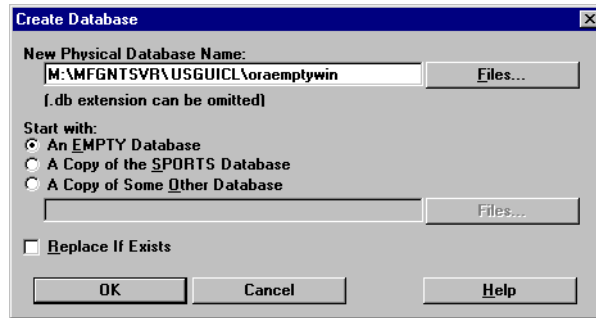 Create Database
New Physical Database Name:
M:\MFGNTSVR\USGUICL\oraemptywin
Files...
(.db extension can be omitted)
Start with:
An EMPTY Database
A Copy of the SPORTS Database
A Copy of Some Other Database
Files...
Replace If Exists
OK Cancel Help